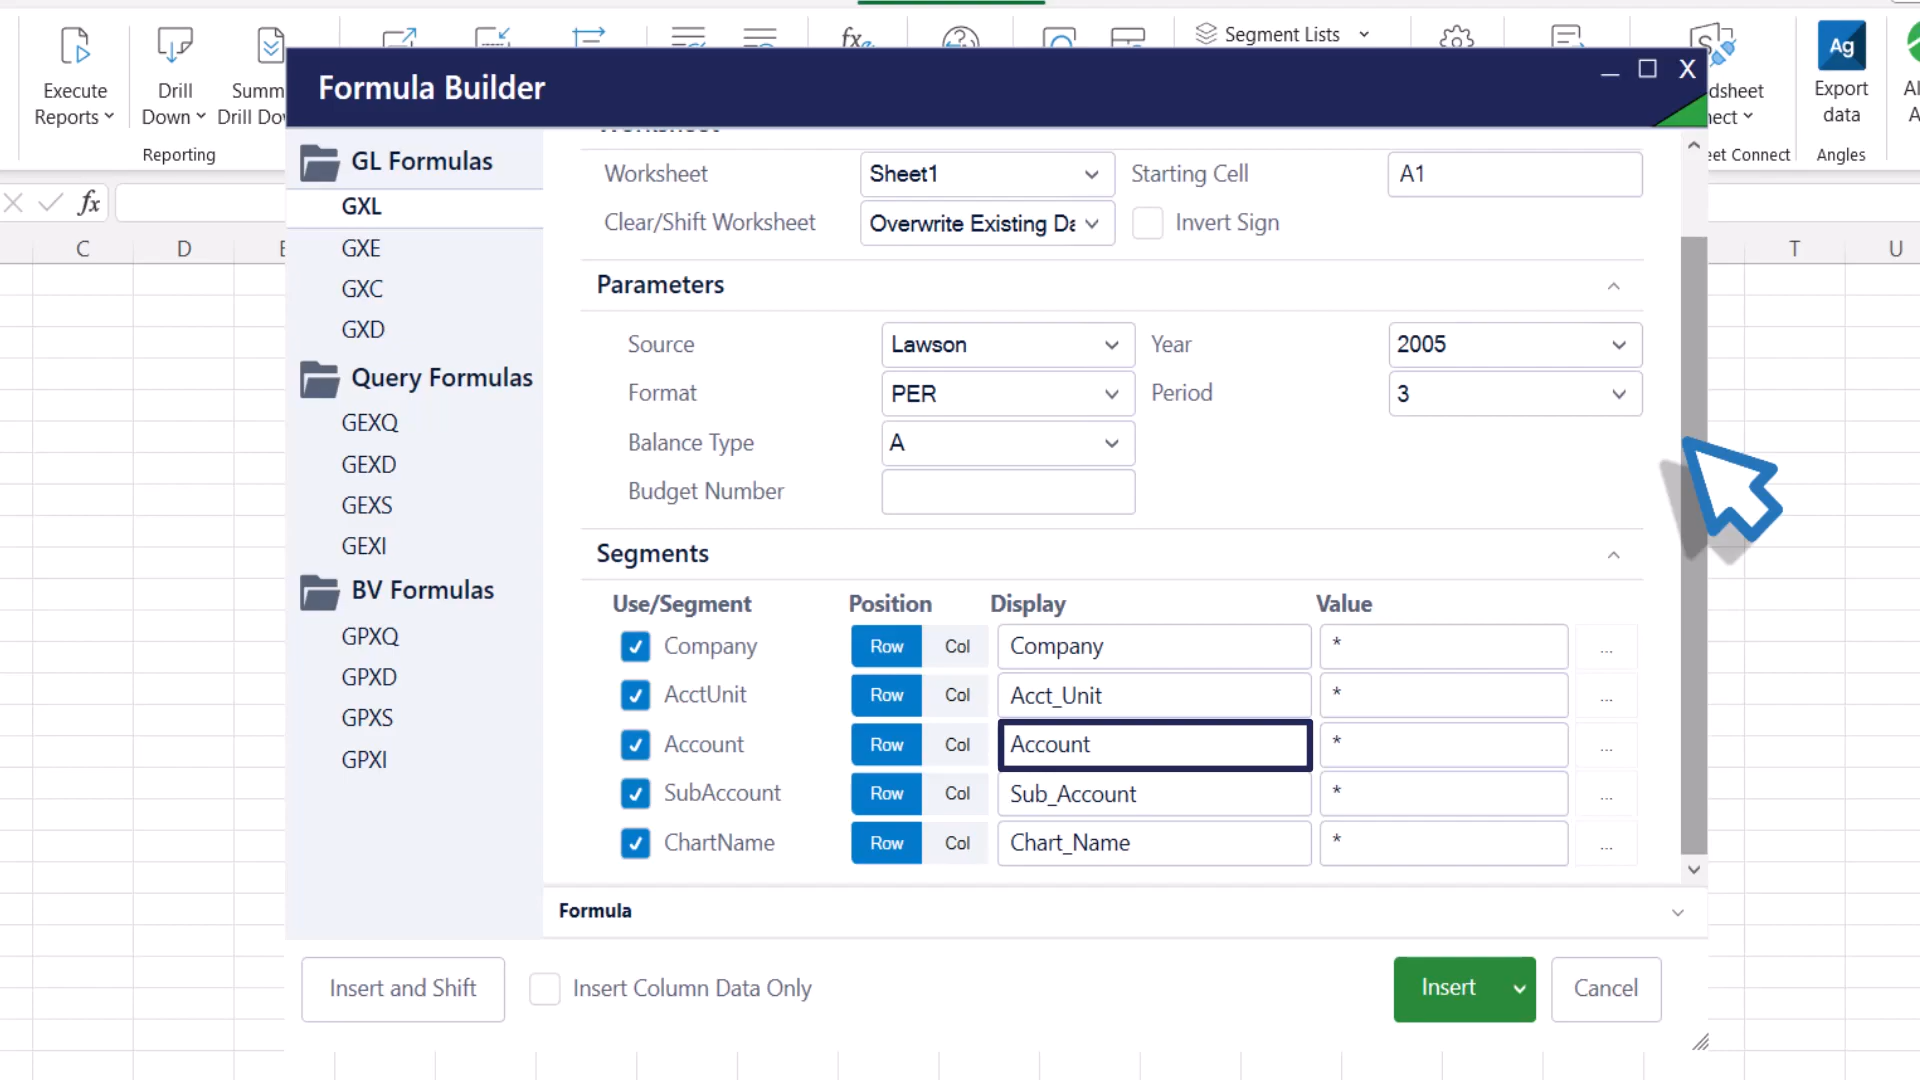 Segment Lists
fx
Execute
Reports
Drill
Down
Summ
Drill Do
dsheet
Ag
Export
data
Al
A
Reporting
eet Connect
Angles
Formula Builder
X
fx
C
D
E
T
U
GL Formulas
GXL
GXE
GXC
GXD
Query Formulas
GEXQ
GEXD
GEXS
GEXI
BV Formulas
GPXQ
GPXD
GPXS
GPXI
Worksheet
Worksheet
Sheet1
Starting Cell
A1
Clear/Shift Worksheet
Overwrite Existing Da
Invert Sign
Parameters
Source
Lawson
Year
2005
Format
PER
Period
3
Balance Type
A
Budget Number
Segments
Use/Segment
Position
Display
Value
Company
Row
Col
Company
*
...
AcctUnit
Row
Col
Acct_Unit
*
...
Account
Row
Col
Account
*
...
SubAccount
Row
Col
Sub_Account
*
...
ChartName
Row
Col
Chart_Name
*
...
Formula
Insert and Shift
Insert Column Data Only
Insert
Cancel